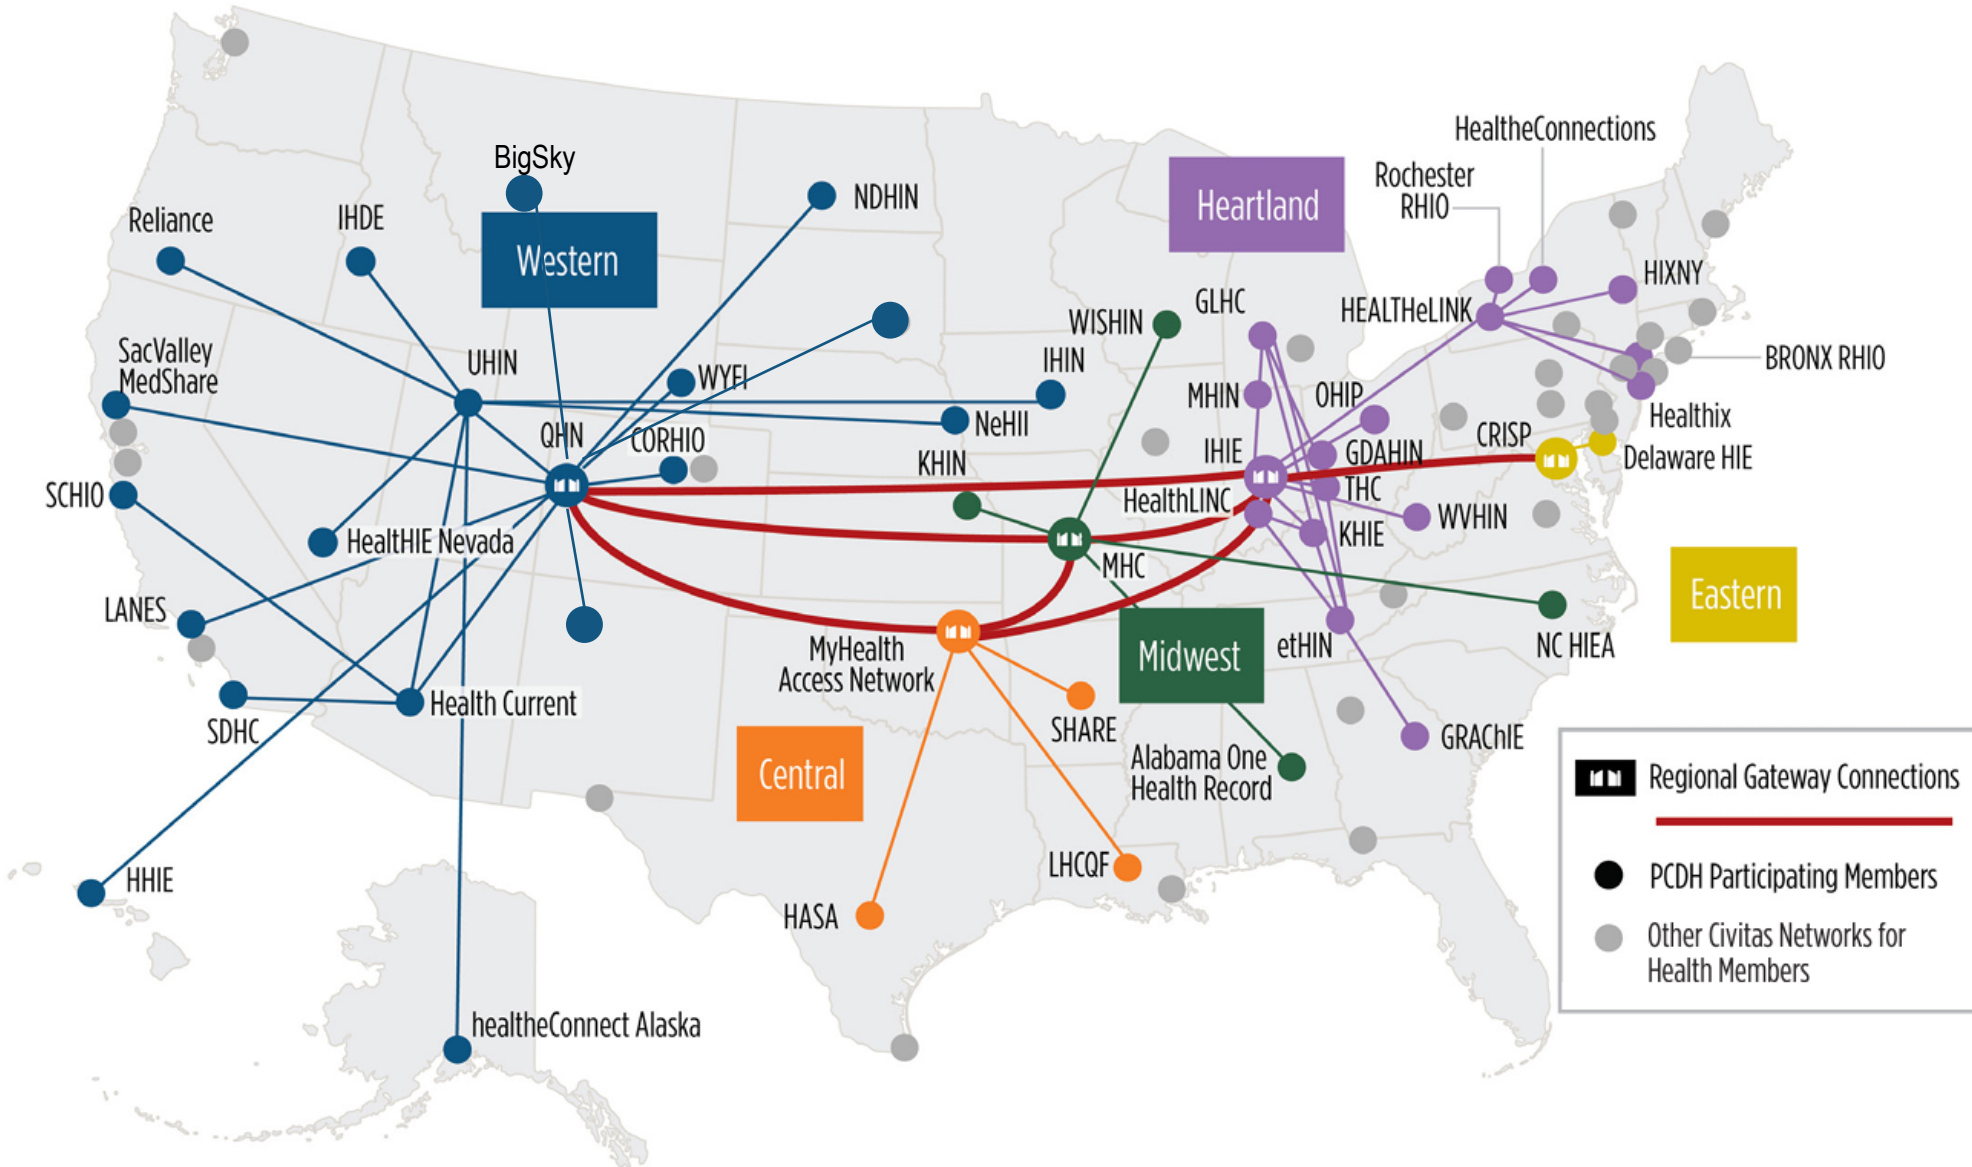 BigSky
NDHIN
Reliance
IHDE
Western
Heartland
HealtheConnections
Rochester
RHIO
HIXNY
HEALTHeLINK
GLHC
WISHIN
SacValley
MedShare
UHIN
WYFI
IHIN
NeHII
MHIN
OHIP
BRONX RHIO
Healthix
QHN
CORHIO
KHIN
IHIE
GDAHIN
CRISP
Delaware HIE
SCHIO
HealthLINC
THC
WVHIN
HealtHIE Nevada
KHIE
MHC
LANES
Eastern
MyHealth
Access Network
Midwest
etHIN
NC HIEA
SDHC
Health Current
SHARE
GRAChIE
Central
Alabama One
Health Record
Regional Gateway Connections
HHIE
LHCQF
PCDH Participating Members
HASA
Other Civitas Networks for
Health Members
healtheConnect Alaska